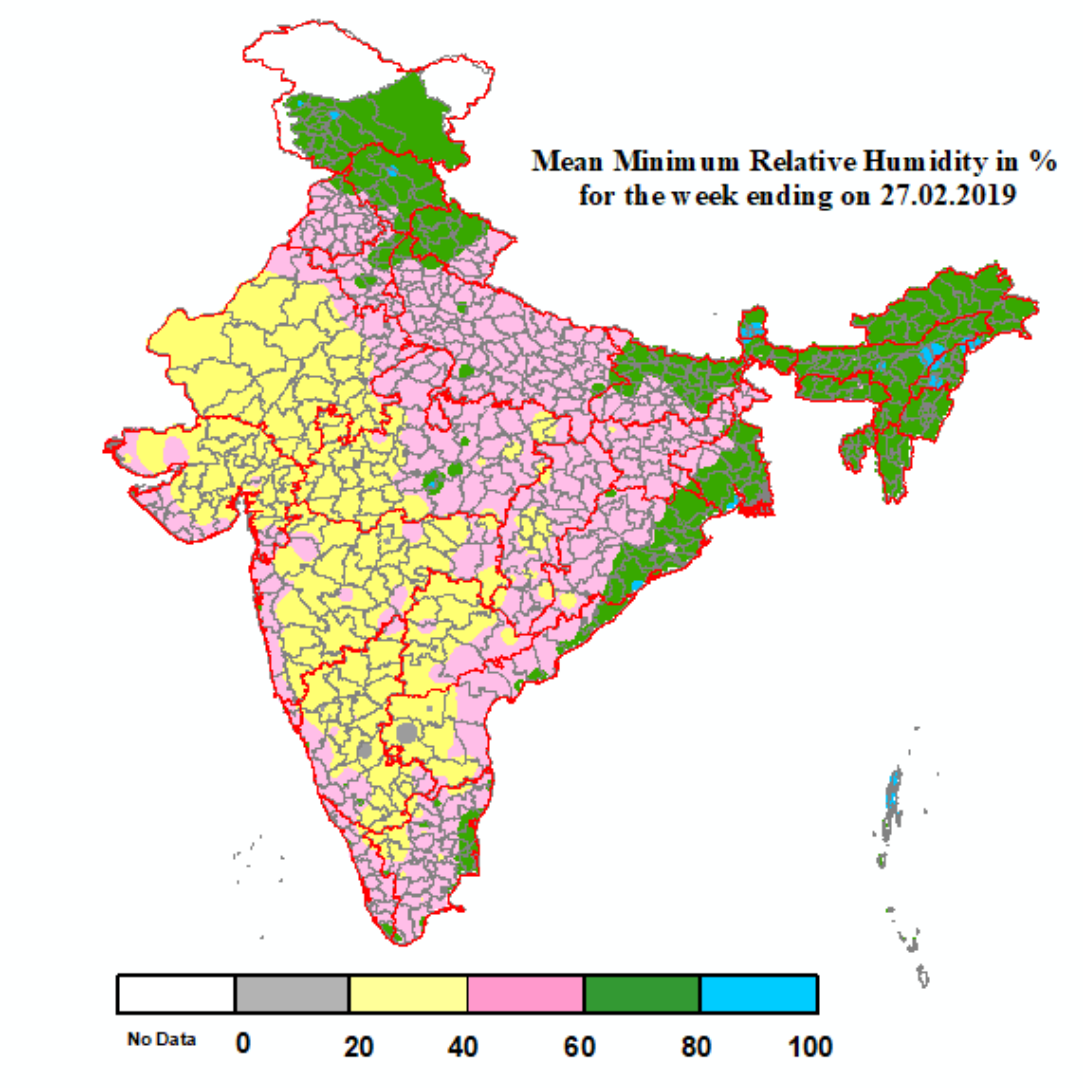 Mean Minimum Relative Humidity in %
for the week ending on 27.02.2019
No Data 0 20 40 60 80 100